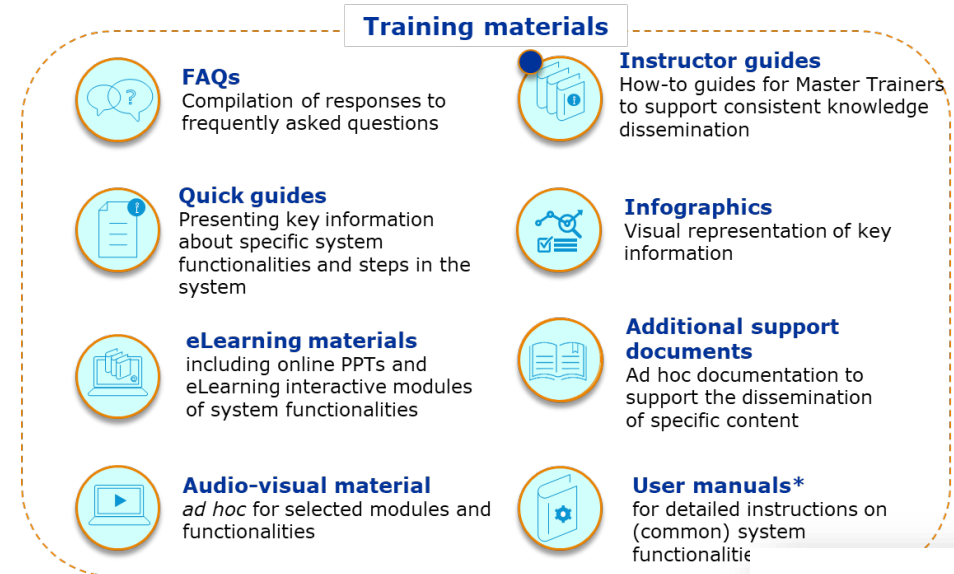 Training materials
FAQs
Compilation of responses to
frequently asked questions
Instructor guides
How-to guides for Master Trainers
to support consistent knowledge
dissemination
Quick guides
Presenting key information
about specific system
functionalities and steps in the
system
Infographics
Visual representation of key
information
eLearning materials
including online PPTs and
eLearning interactive modules
of system functionalities
Additional support
documents
Ad hoc documentation to
support the dissemination
of specific content
Audio-visual material
ad hoc for selected modules and
functionalities
User manuals*
for detailed instructions on
(common) system